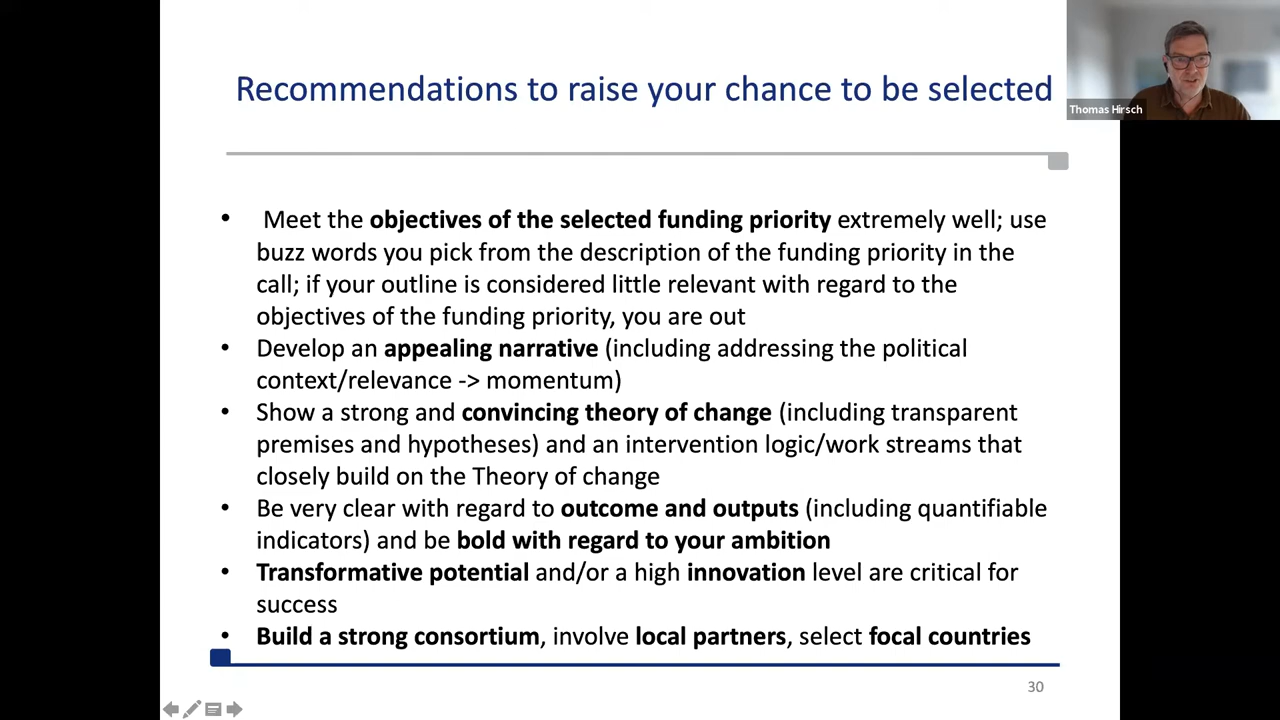 Recommendations to raise your chance to be selected
Thomas Hirsch
• Meet the objectives of the selected funding priority extremely well; use
buzz words you pick from the description of the funding priority in the
call; if your outline is considered little relevant with regard to the
objectives of the funding priority, you are out
• Develop an appealing narrative (including addressing the political
context/relevance -> momentum)
• Show a strong and convincing theory of change (including transparent
premises and hypotheses) and an intervention logic/work streams that
closely build on the Theory of change
• Be very clear with regard to outcome and outputs (including quantifiable
indicators) and be bold with regard to your ambition
• Transformative potential and/or a high innovation level are critical for
success
• Build a strong consortium, involve local partners, select focal countries
30